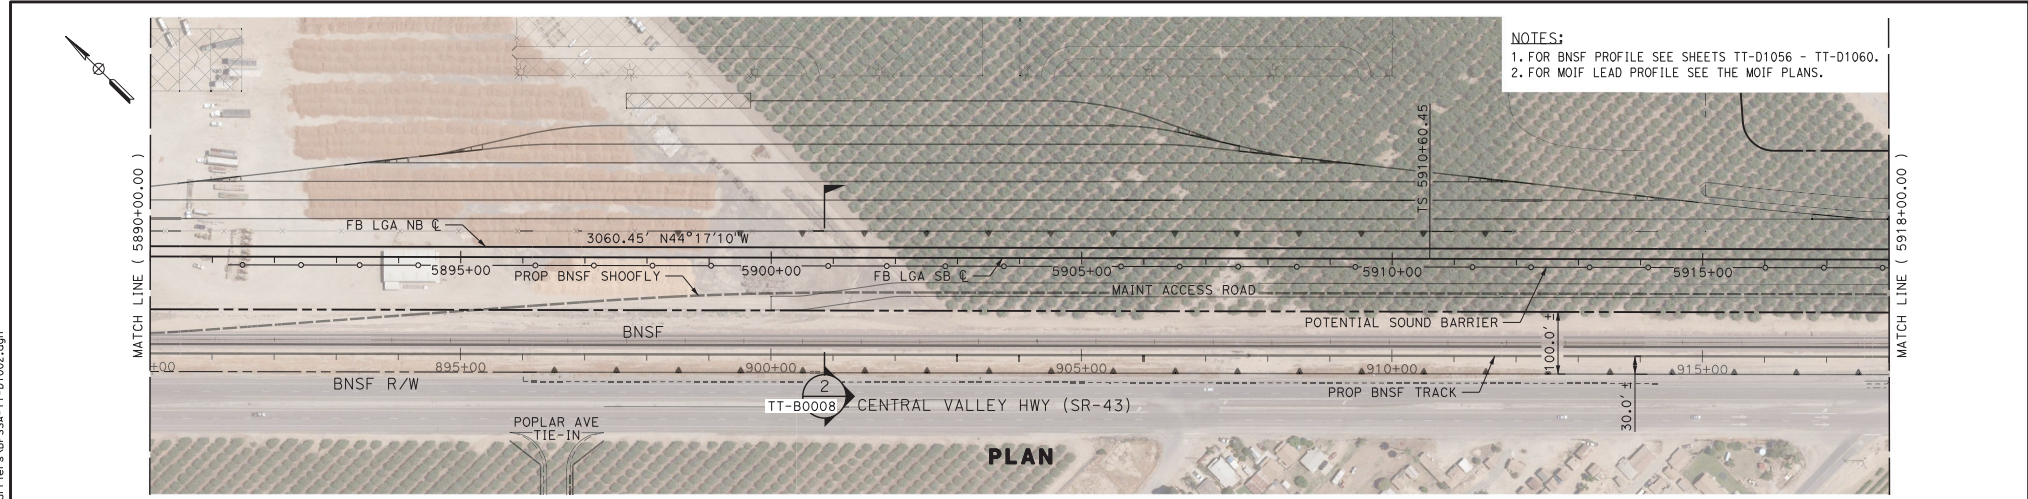 NOTES:
1. FOR BNSF PROFILE SEE SHEETS TT-D1056 - TT-D1060.
2. FOR MOIF LEAD PROFILE SEE THE MOIF PLANS.
TS 5910+60.45
MATCH LINE ( 5890+00.00 )
MATCH LINE ( 5918+00.00 )
FB LGA NB ℄
3060.45' N44°17'10"W
5895+00
5900+00
5905+00
5910+00
5915+00
PROP BNSF SHOOFLY
FB LGA SB ℄
MAINT ACCESS ROAD
BNSF
POTENTIAL SOUND BARRIER
100.0' ±
+00
895+00
900+00
905+00
910+00
915+00
BNSF R/W
PROP BNSF TRACK
30.0' ±
2
TT-B0008
CENTRAL VALLEY HWY (SR-43)
POPLAR AVE
TIE-IN
PLAN